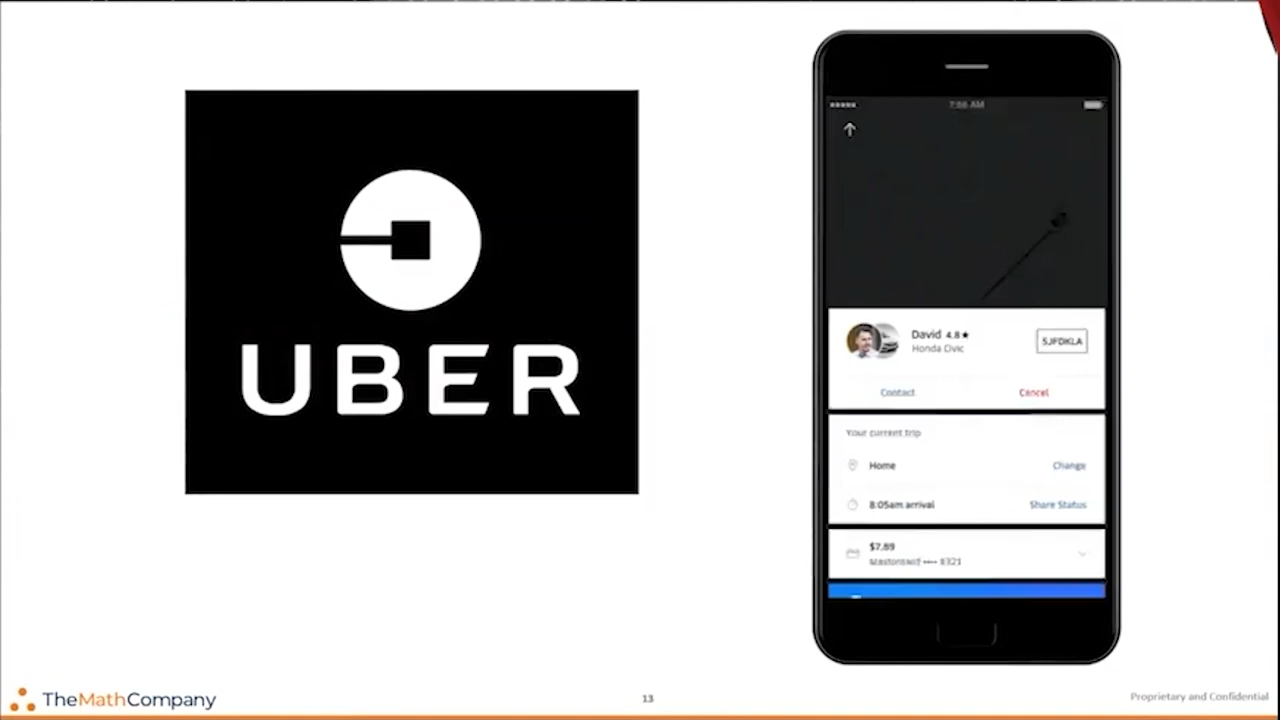 UBER
7:56 AM
David 4.8★
Honda Civic
5JFDKLA
Contact
Cancel
Your current trip
Home
Change
8:05am arrival
Share Status
$7.89
8321
TheMathCompany
13
Proprietary and Confidential